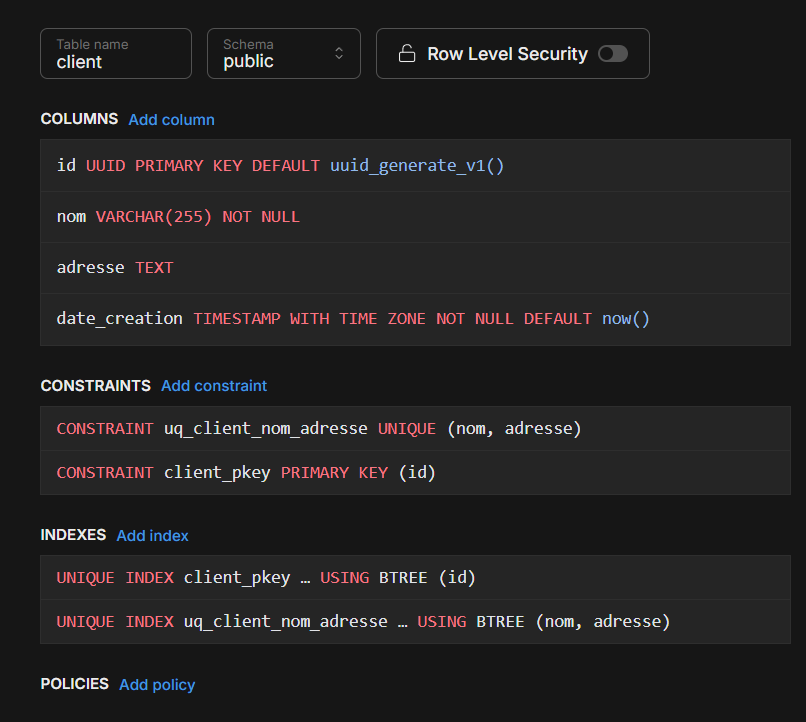 Table name
client
Schema
public
Row Level Security
COLUMNS Add column
id UUID PRIMARY KEY DEFAULT uuid_generate_v1()
nom VARCHAR(255) NOT NULL
adresse TEXT
date_creation TIMESTAMP WITH TIME ZONE NOT NULL DEFAULT now()
CONSTRAINTS Add constraint
CONSTRAINT uq_client_nom_adresse UNIQUE (nom, adresse)
CONSTRAINT client_pkey PRIMARY KEY (id)
INDEXES Add index
UNIQUE INDEX client_pkey … USING BTREE (id)
UNIQUE INDEX uq_client_nom_adresse … USING BTREE (nom, adresse)
POLICIES Add policy